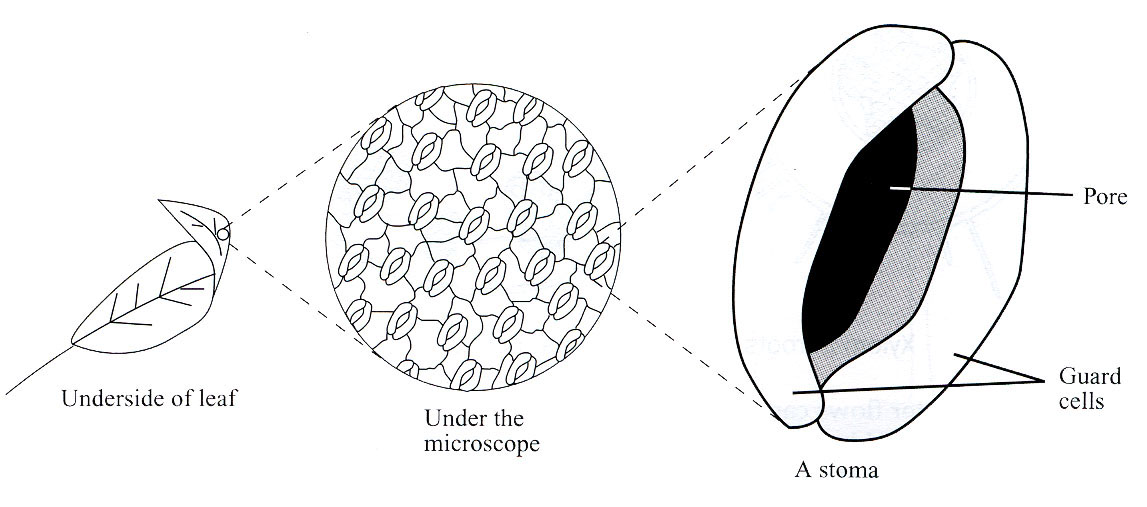 Underside of leaf
Under the
microscope
Pore
Guard
cells
A stoma